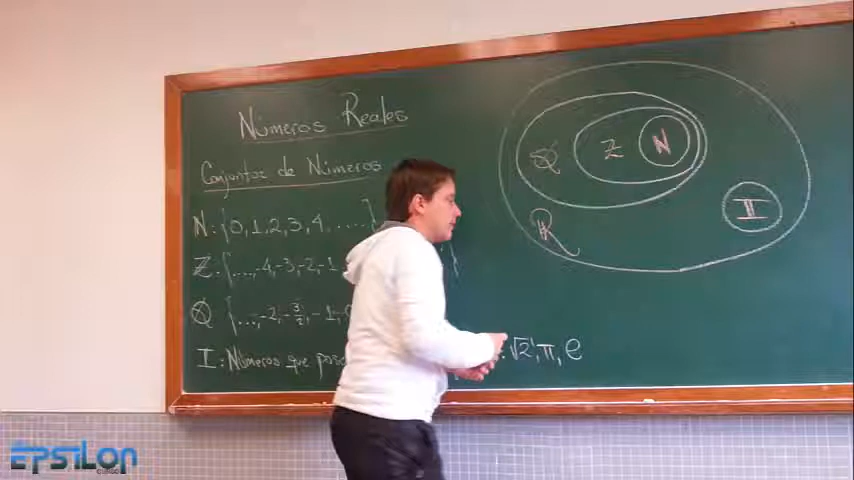 Números Reales
Conjuntos de Números
N: {0, 1, 2, 3, 4, .....}
Z: {..., -4, -3, -2, -1
Q {..., -2, -3/2, -1,
I: Números que
√2, π, e
Q Z N
R I
EPSILON